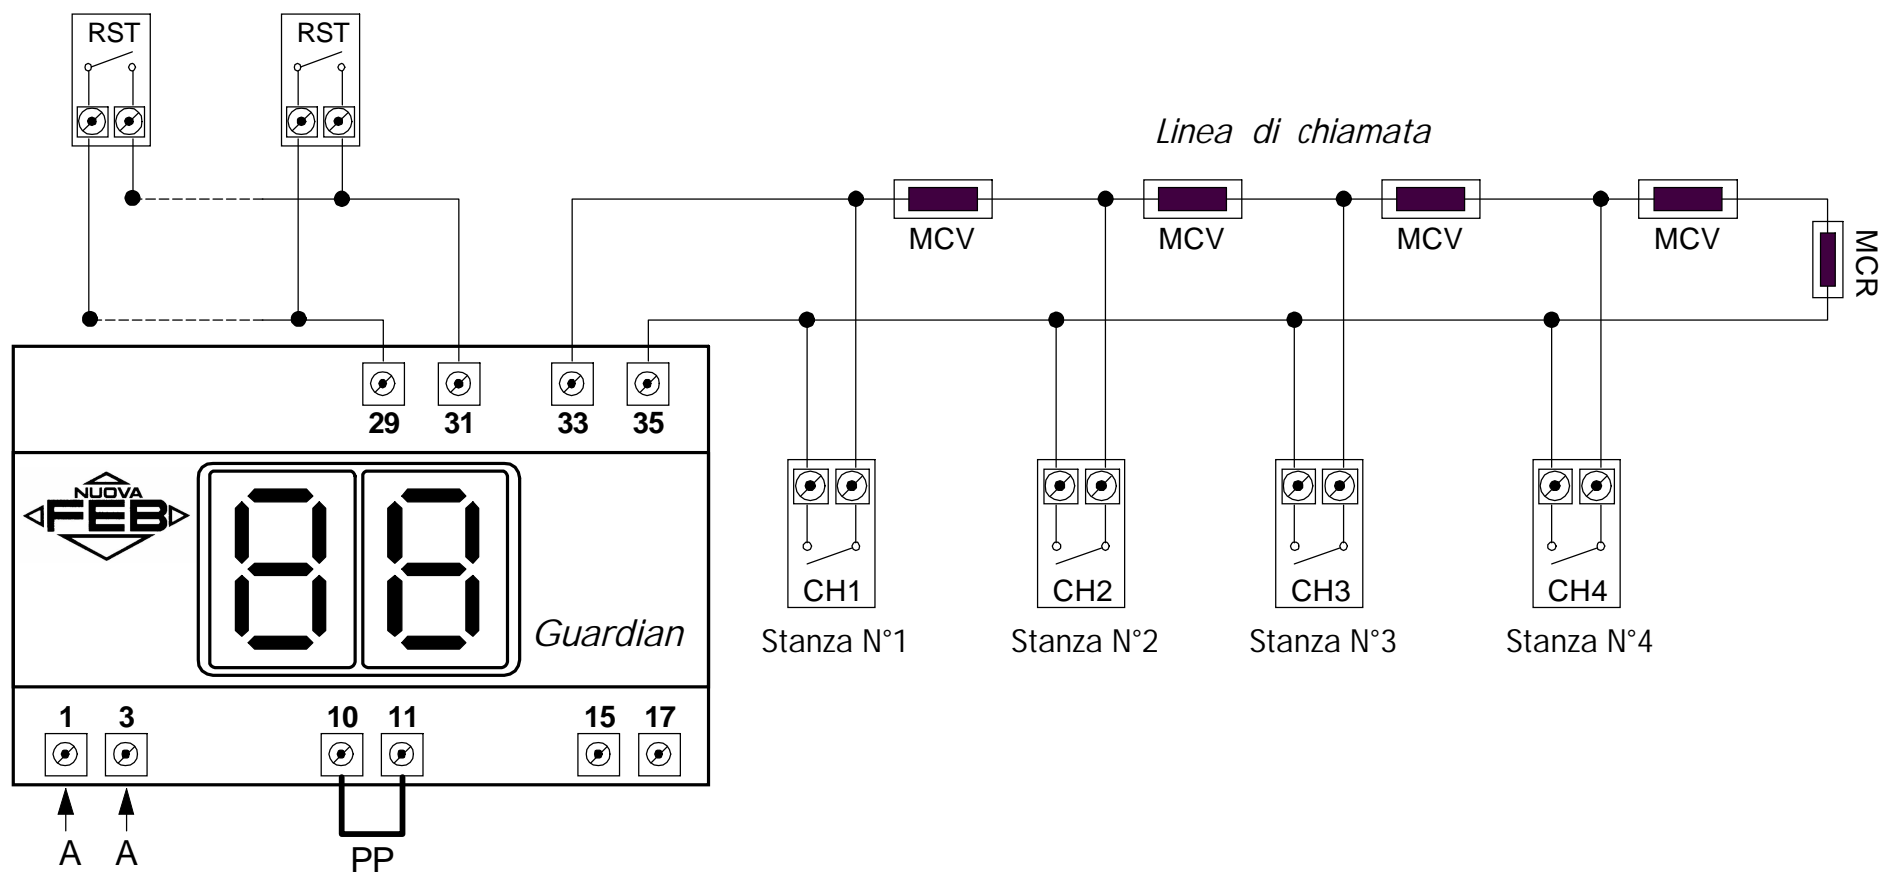 RST RST
Linea di chiamata
MCV MCV MCV MCV
MCR
29 31 33 35
NUOVA
FEB
88
Guardian
CH1 CH2 CH3 CH4
Stanza N°1 Stanza N°2 Stanza N°3 Stanza N°4
1 3 10 11 15 17
A A PP